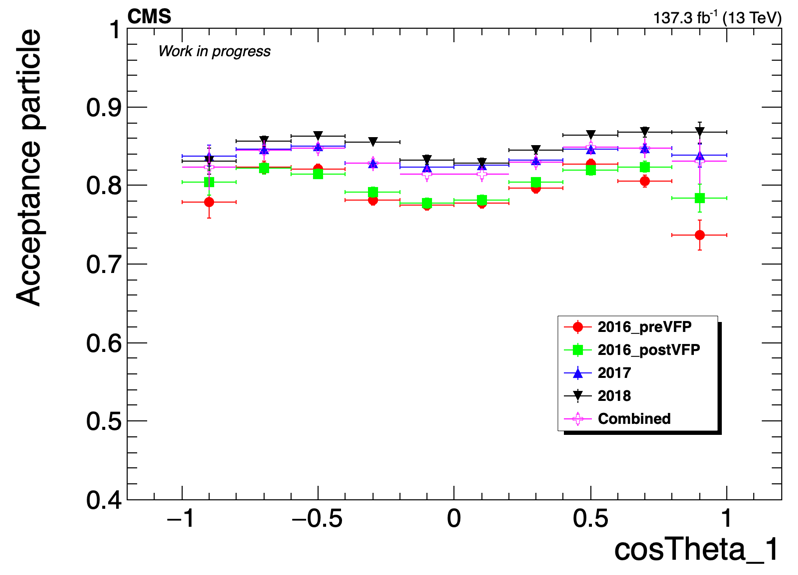 CMS
137.3 fb⁻¹ (13 TeV)
Work in progress
Acceptance particle
1
0.9
0.8
0.7
0.6
0.5
0.4
2016_preVFP
2016_postVFP
2017
2018
Combined
−1
−0.5
0
0.5
1
cosTheta_1